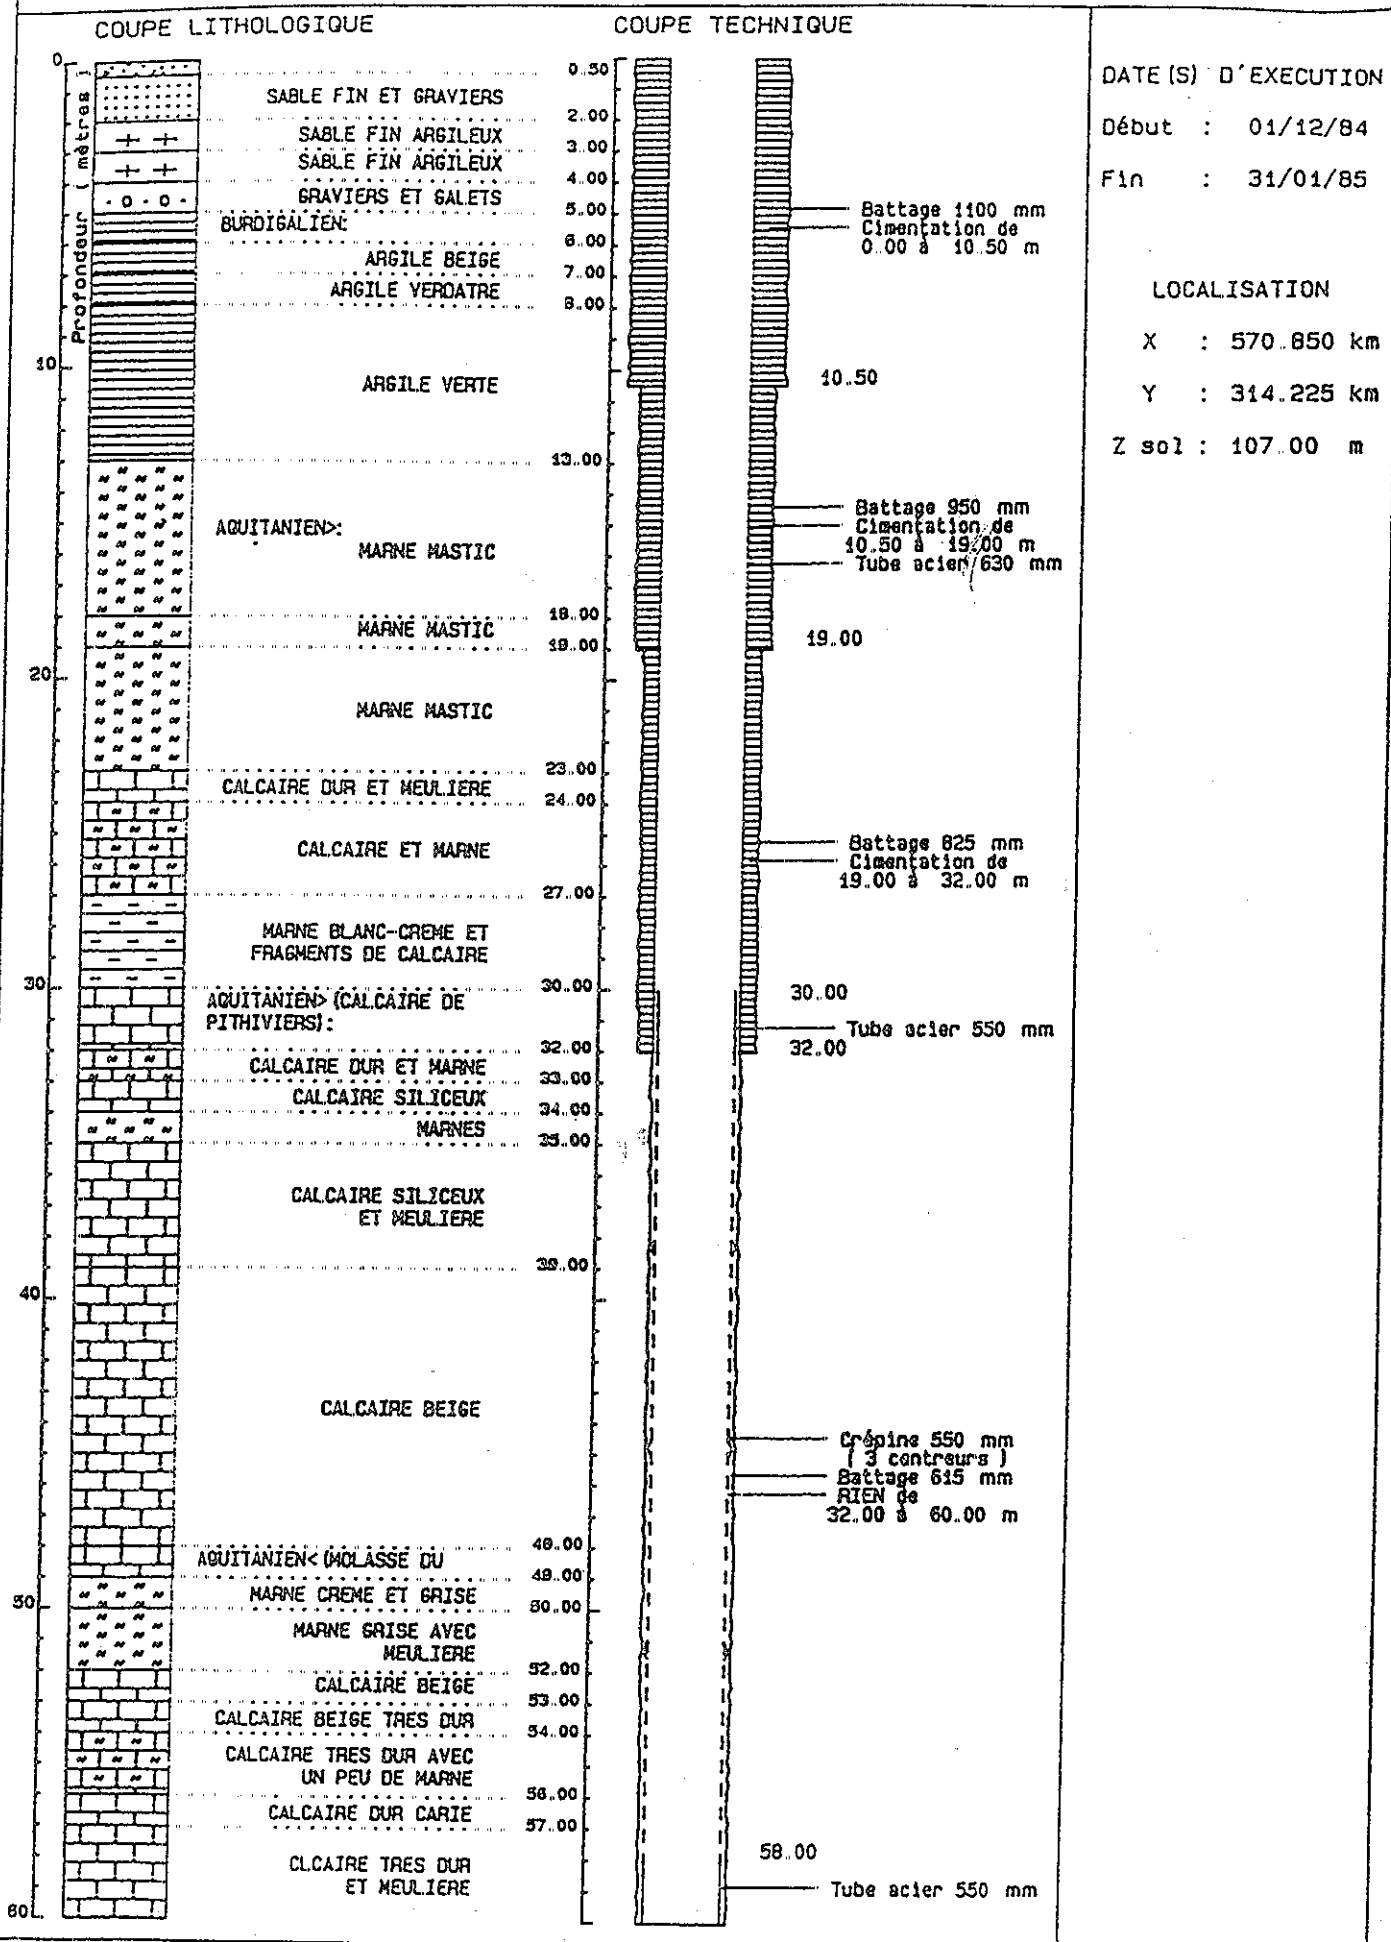 COUPE LITHOLOGIQUE
COUPE TECHNIQUE
Profondeur ( mètres )
0
10
20
30
40
50
60
0.50
SABLE FIN ET GRAVIERS
2.00
SABLE FIN ARGILEUX
3.00
SABLE FIN ARGILEUX
4.00
GRAVIERS ET GALETS
5.00
BURDIGALIEN:
6.00
ARGILE BEIGE
7.00
ARGILE VERDATRE
8.00
ARGILE VERTE
13.00
AQUITANIEN>:
MARNE MASTIC
18.00
MARNE MASTIC
19.00
MARNE MASTIC
23.00
CALCAIRE DUR ET MEULIERE
24.00
CALCAIRE ET MARNE
27.00
MARNE BLANC-CREME ET
FRAGMENTS DE CALCAIRE
30.00
AQUITANIEN> (CALCAIRE DE
PITHIVIERS):
32.00
CALCAIRE DUR ET MARNE
33.00
CALCAIRE SILICEUX
34.00
MARNES
35.00
CALCAIRE SILICEUX
ET MEULIERE
39.00
CALCAIRE BEIGE
48.00
AQUITANIEN< (MOLASSE DU
49.00
MARNE CREME ET GRISE
50.00
MARNE GRISE AVEC
MEULIERE
52.00
CALCAIRE BEIGE
53.00
CALCAIRE BEIGE TRES DUR
54.00
CALCAIRE TRES DUR AVEC
UN PEU DE MARNE
56.00
CALCAIRE DUR CARIE
57.00
CLCAIRE TRES DUR
ET MEULIERE
Battage 1100 mm
Cimentation de
0.00 à 10.50 m
10.50
Battage 950 mm
Cimentation de
10.50 à 19.00 m
Tube acier 630 mm
19.00
Battage 825 mm
Cimentation de
19.00 à 32.00 m
30.00
Tube acier 550 mm
32.00
Crépine 550 mm
( 3 centreurs )
Battage 615 mm
RIEN de
32.00 à 60.00 m
58.00
Tube acier 550 mm
DATE(S) D'EXECUTION
Début : 01/12/84
Fin : 31/01/85
LOCALISATION
X : 570.850 km
Y : 314.225 km
Z sol : 107.00 m